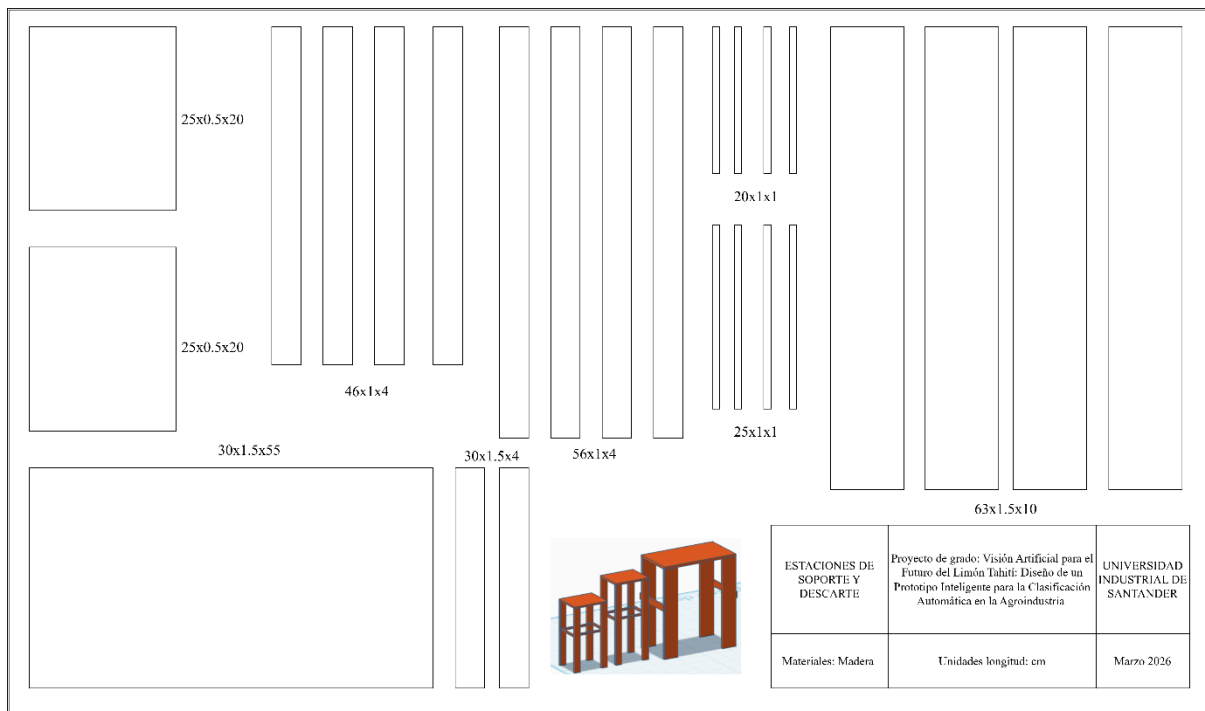 25x0.5x20
20x1x1
25x0.5x20
46x1x4
25x1x1
30x1.5x55
30x1.5x4
56x1x4
63x1.5x10
ESTACIONES DE
SOPORTE Y
DESCARTE
Proyecto de grado: Visión Artificial para el
Futuro del Limón Tahití: Diseño de un
Prototipo Inteligente para la Clasificación
Automática en la Agroindustria
UNIVERSIDAD
INDUSTRIAL DE
SANTANDER
Materiales: Madera
Unidades longitud: cm
Marzo 2026